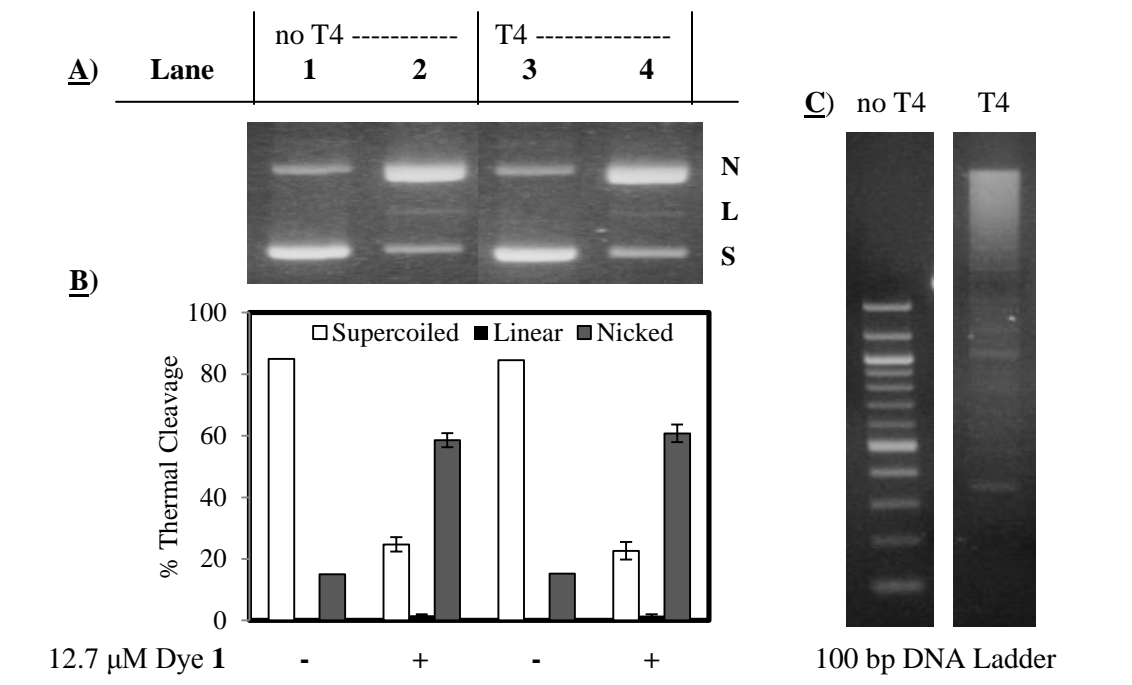 no T4 ----------- T4 --------------
A) Lane 1 2 3 4
N
L
S
B)
100
80
60
40
20
0
% Thermal Cleavage
Supercoiled Linear Nicked
12.7 μM Dye 1 - + - +
C) no T4 T4
100 bp DNA Ladder